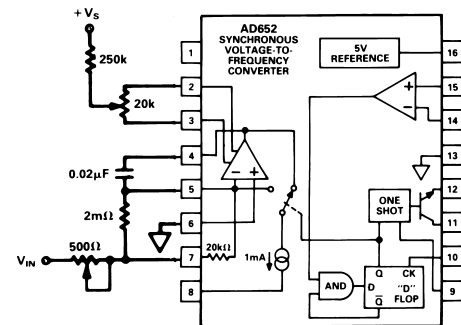 +VS
250k
20k
0.02µF
2mΩ
500Ω
VIN
AD652
SYNCHRONOUS
VOLTAGE-TO-
FREQUENCY
CONVERTER
5V
REFERENCE
1
2
3
4
5
6
7
8
16
15
14
13
12
11
10
9
+
−
− +
20kΩ
1mA
ONE
SHOT
AND
Q CK
D "D"
Q FLOP